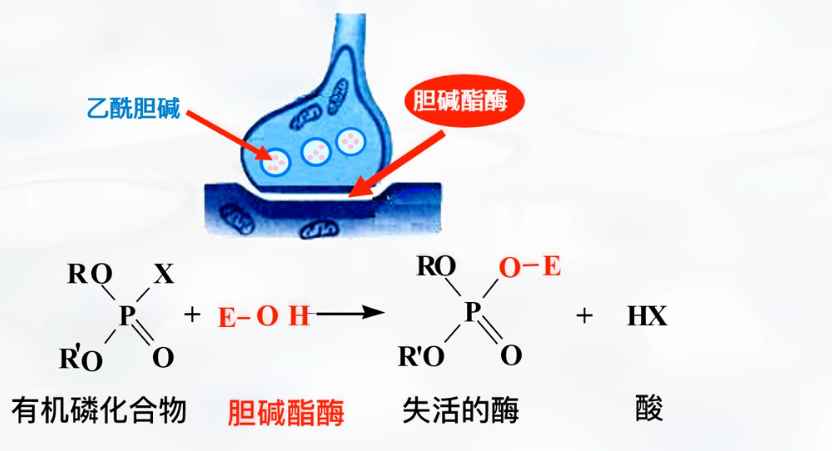 乙酰胆碱
胆碱酯酶
RO X RO O-E
P + E-OH P + HX
R'O O R'O O
有机磷化合物 胆碱酯酶 失活的酶 酸